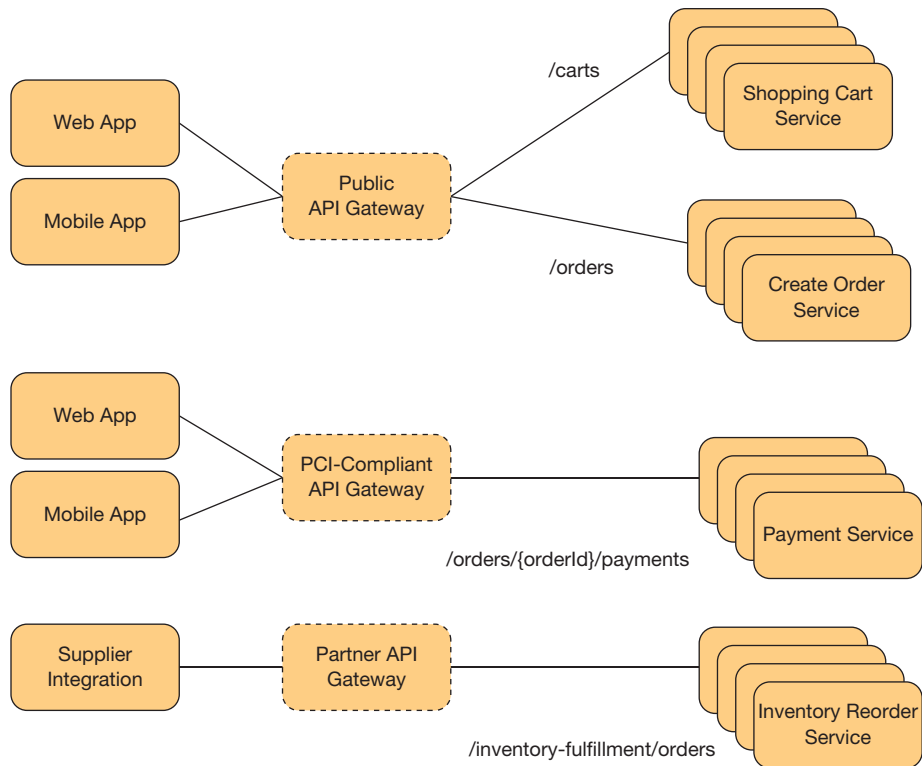 /carts
Shopping Cart
Service
Web App
Public
API Gateway
Mobile App
/orders
Create Order
Service
Web App
PCI-Compliant
API Gateway
Mobile App
Payment Service
/orders/{orderId}/payments
Supplier
Integration
Partner API
Gateway
Inventory Reorder
Service
/inventory-fulfillment/orders